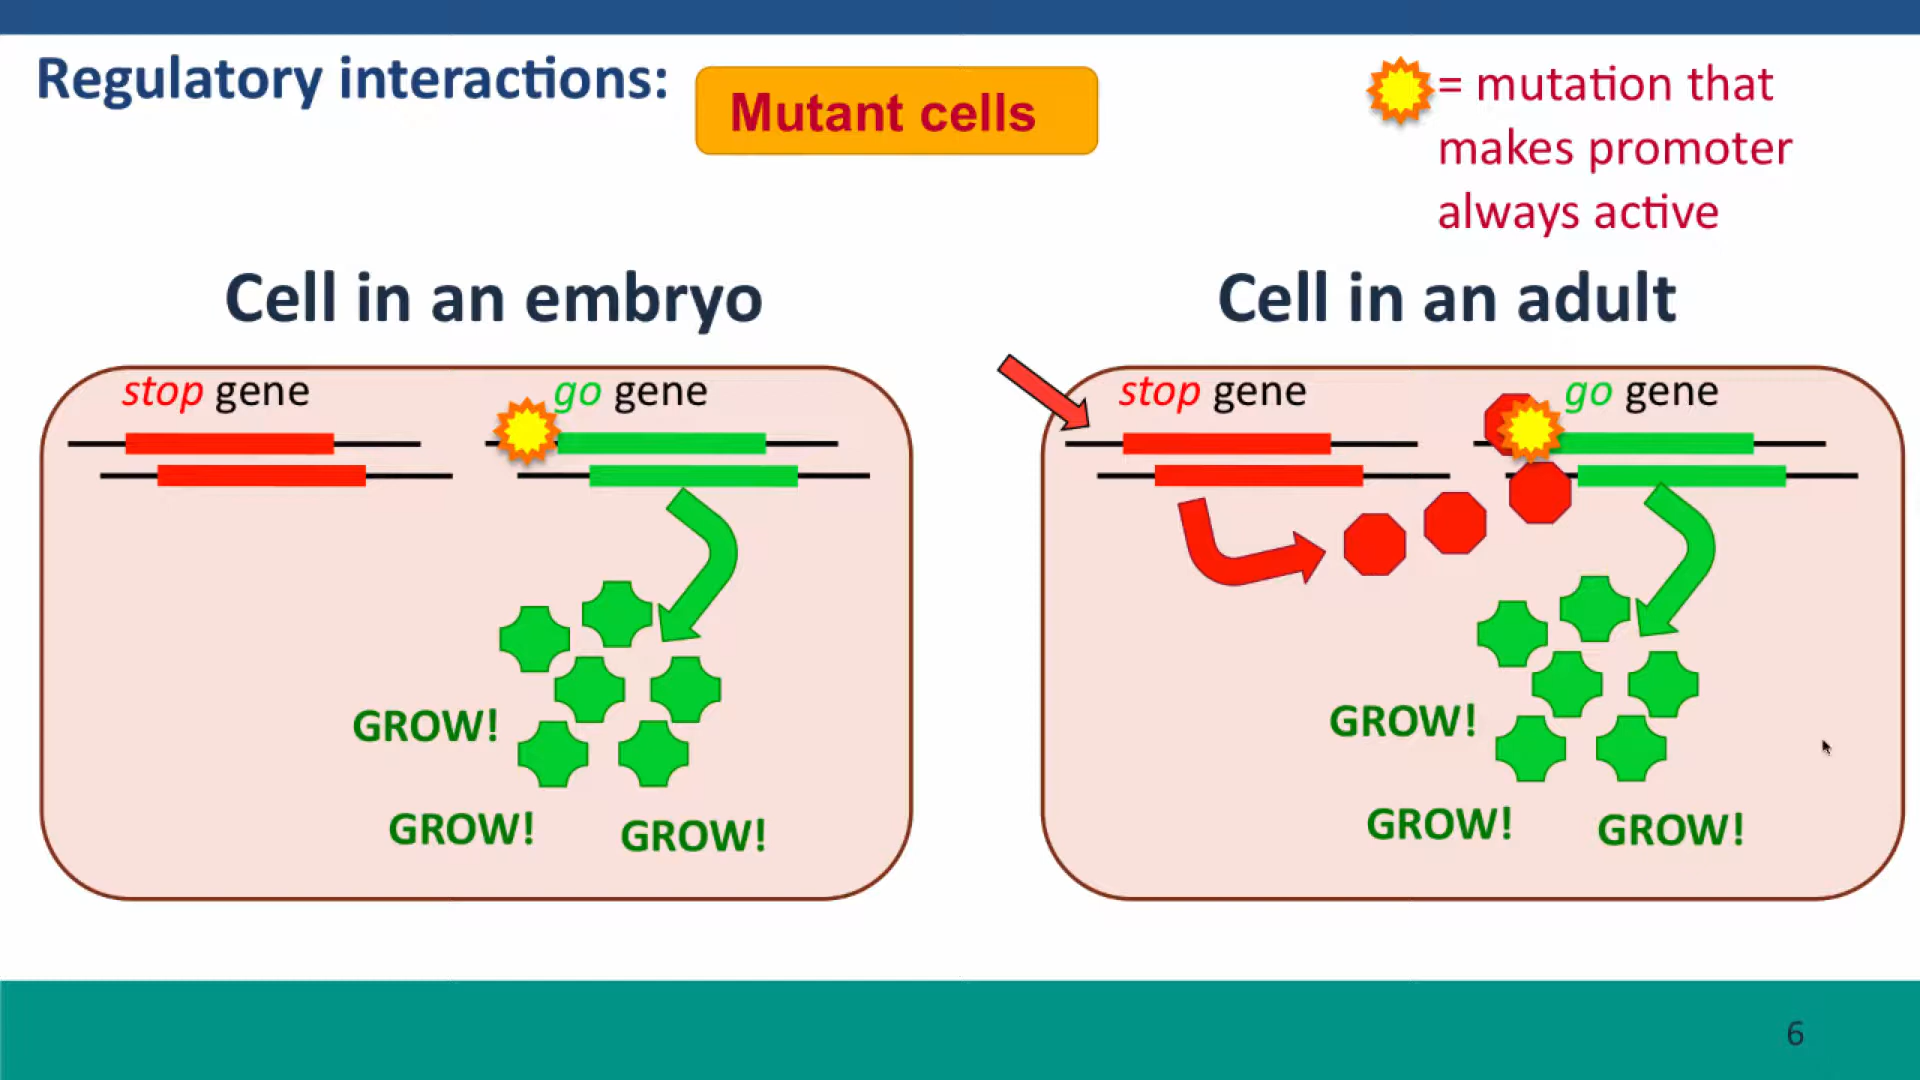 Regulatory interactions:
Mutant cells
= mutation that
makes promoter
always active
Cell in an embryo
stop gene
go gene
GROW!
GROW!
GROW!
Cell in an adult
stop gene
go gene
GROW!
GROW!
GROW!
6